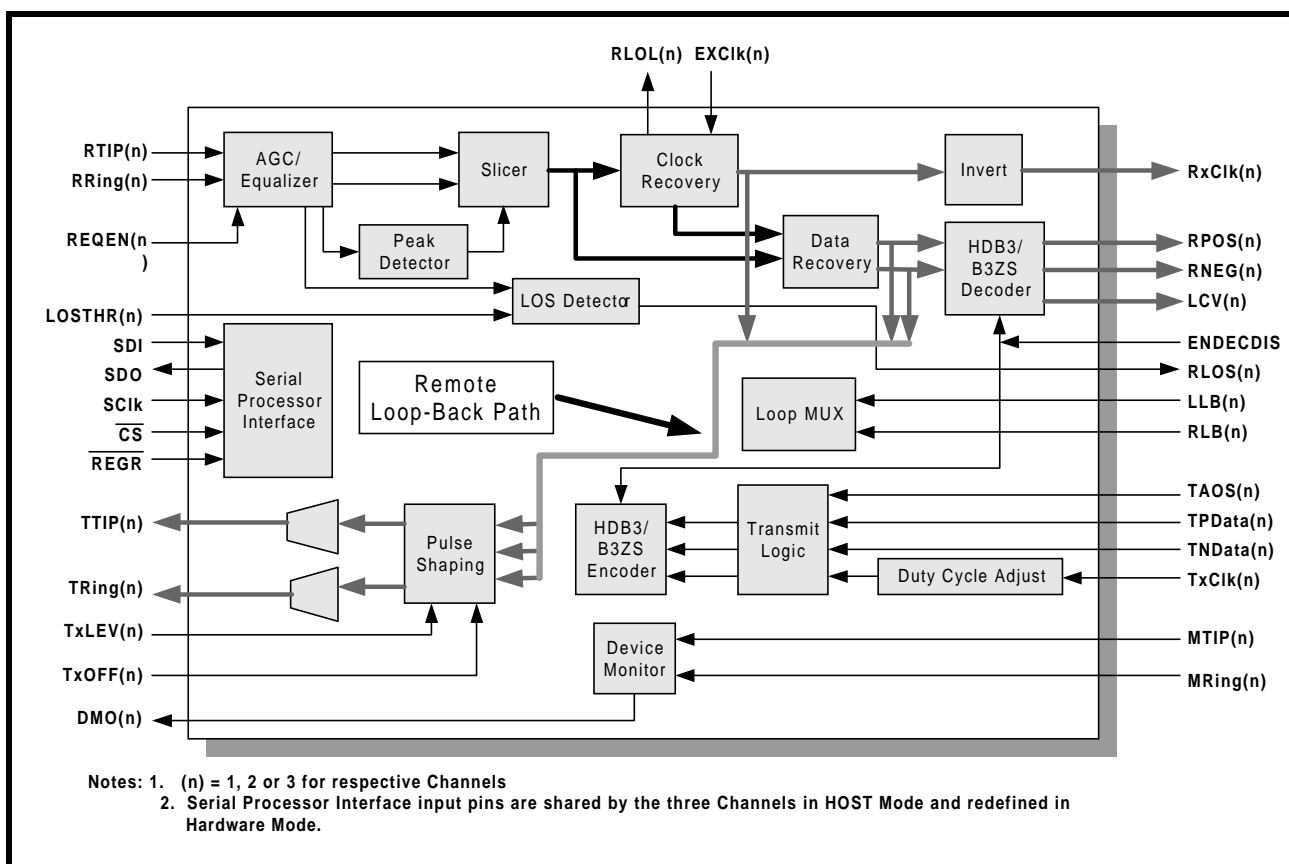 RLOL(n) EXClk(n)
RTIP(n)
RRing(n)
REQEN(n
)
LOSTHR(n)
SDI
SDO
SClk
CS
REGR
TTIP(n)
TRing(n)
TxLEV(n)
TxOFF(n)
DMO(n)
AGC/
Equalizer
Slicer
Clock
Recovery
Invert
Peak
Detector
Data
Recovery
HDB3/
B3ZS
Decoder
LOS Detector
Serial
Processor
Interface
Remote
Loop-Back Path
Loop MUX
Pulse
Shaping
HDB3/
B3ZS
Encoder
Transmit
Logic
Duty Cycle Adjust
Device
Monitor
RxClk(n)
RPOS(n)
RNEG(n)
LCV(n)
ENDECDIS
RLOS(n)
LLB(n)
RLB(n)
TAOS(n)
TPData(n)
TNData(n)
TxClk(n)
MTIP(n)
MRing(n)
Notes: 1. (n) = 1, 2 or 3 for respective Channels
2. Serial Processor Interface input pins are shared by the three Channels in HOST Mode and redefined in
Hardware Mode.